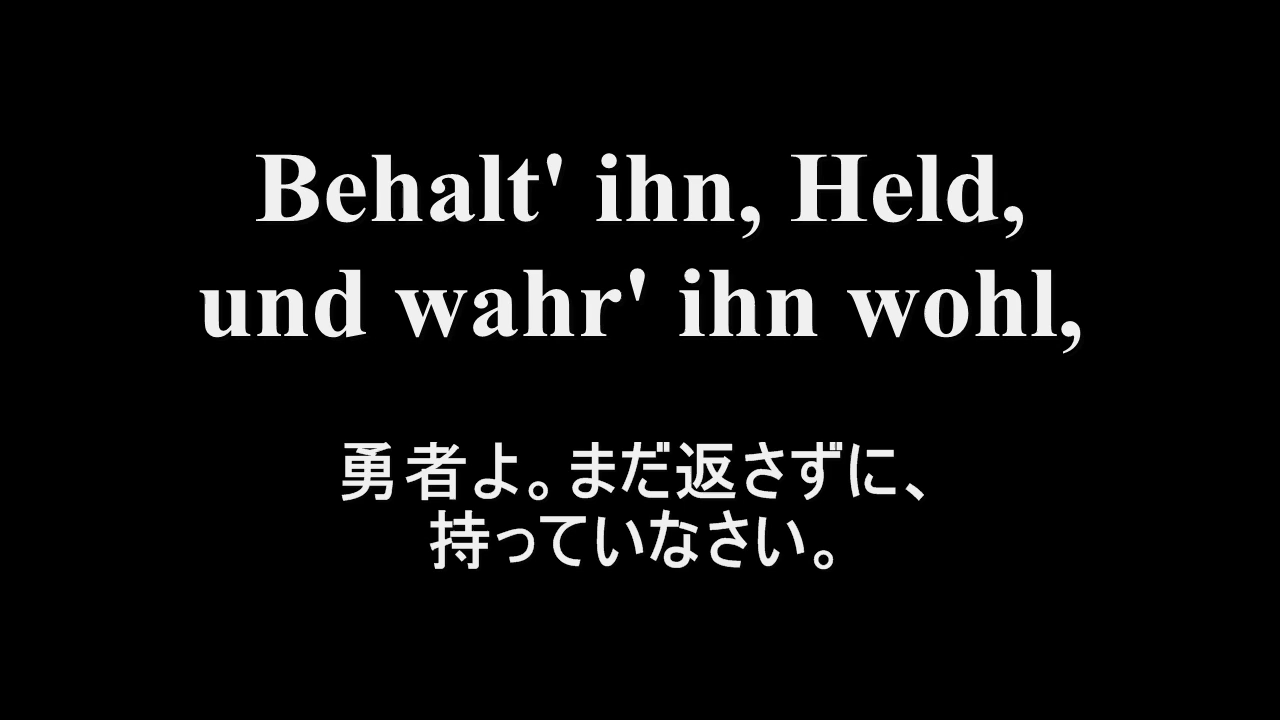 Behalt' ihn, Held,
und wahr' ihn wohl,
勇者よ。まだ返さずに、
持っていなさい。